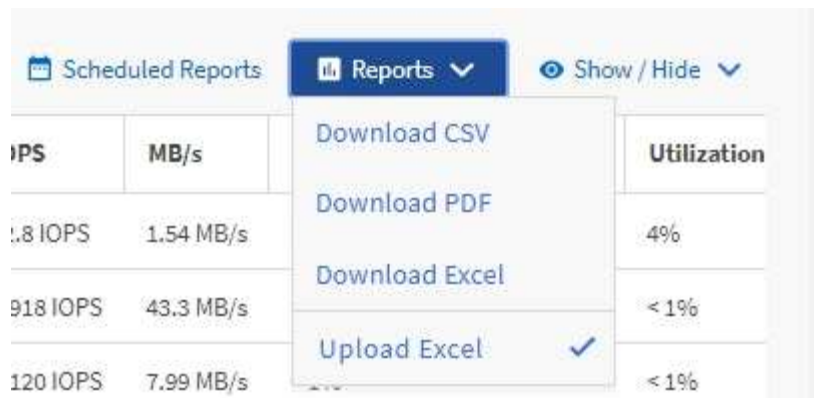 Scheduled Reports Reports Show / Hide
MB/s Utilization
Download CSV
Download PDF
.8 IOPS 1.54 MB/s 4%
Download Excel
918 IOPS 43.3 MB/s < 1%
Upload Excel
120 IOPS 7.99 MB/s < 1%